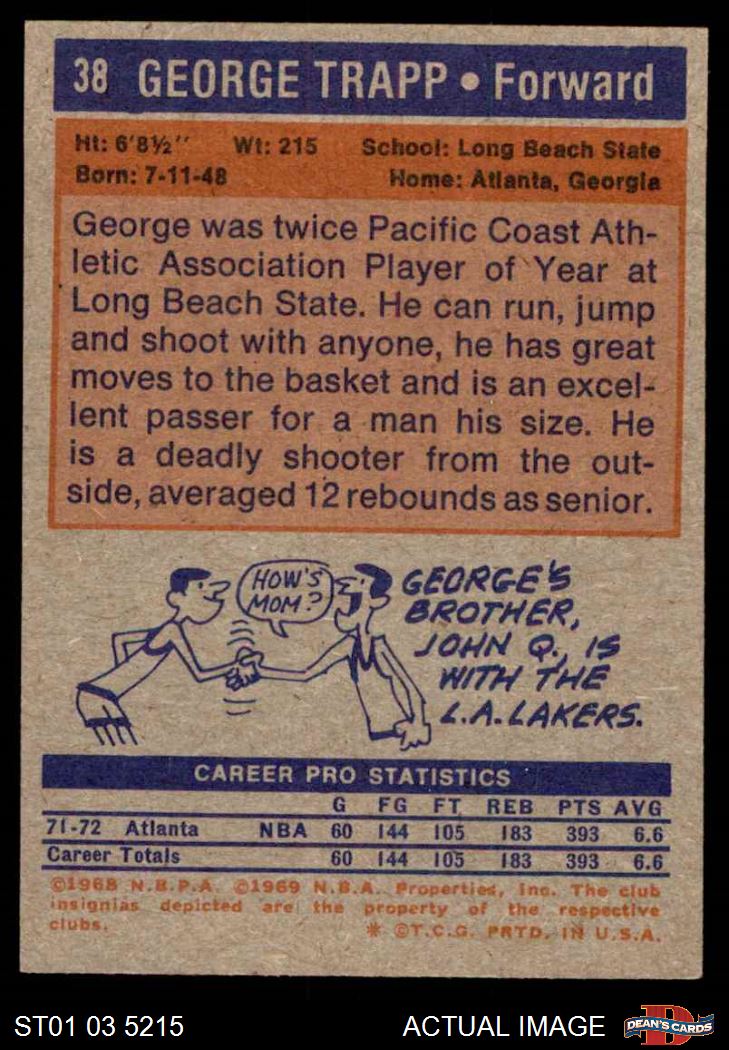 38 GEORGE TRAPP • Forward
Ht: 6'8½'' Wt: 215 School: Long Beach State
Born: 7-11-48 Home: Atlanta, Georgia
George was twice Pacific Coast Ath-
letic Association Player of Year at
Long Beach State. He can run, jump
and shoot with anyone, he has great
moves to the basket and is an excel-
lent passer for a man his size. He
is a deadly shooter from the out-
side, averaged 12 rebounds as senior.
HOW'S
MOM?
GEORGE'S
BROTHER,
JOHN Q., IS
WITH THE
L.A. LAKERS.
CAREER PRO STATISTICS
G FG FT REB PTS AVG
71-72 Atlanta NBA 60 144 105 183 393 6.6
Career Totals 60 144 105 183 393 6.6
©1968 N.B.P.A. ©1969 N.B.A. Properties, Inc. The club
insignias depicted are the property of the respective
clubs. * ©T.C.G. PRTD. IN U.S.A.
ST01 03 5215 ACTUAL IMAGE D DEAN'S CARDS